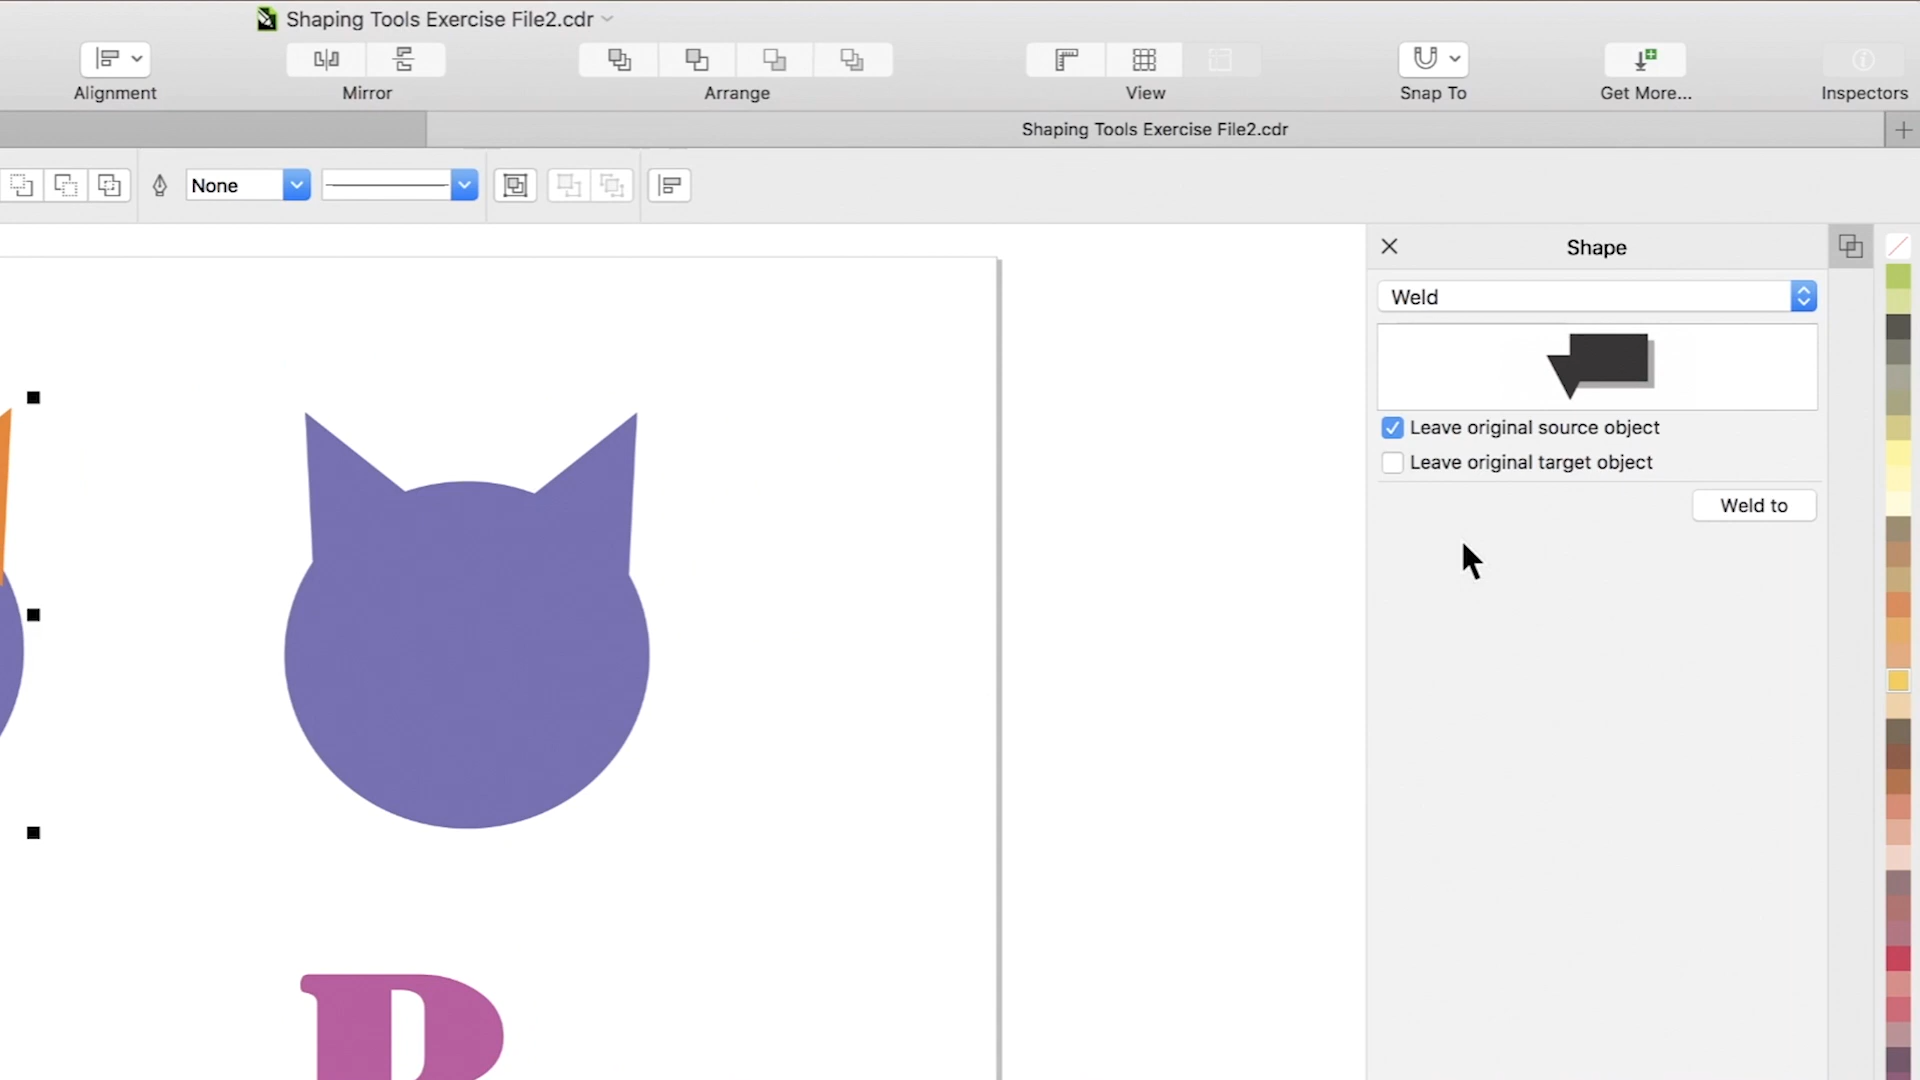 Shaping Tools Exercise File2.cdr
Alignment
Mirror
Arrange
View
Snap To
Get More...
Inspectors
Shaping Tools Exercise File2.cdr
None
Shape
Weld
Leave original source object
Leave original target object
Weld to